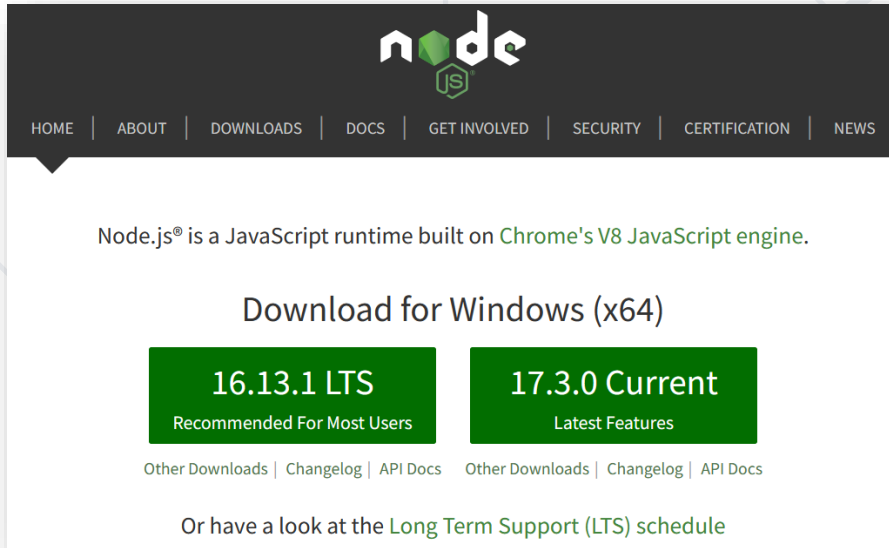 node
JS
HOME | ABOUT | DOWNLOADS | DOCS | GET INVOLVED | SECURITY | CERTIFICATION | NEWS
Node.js® is a JavaScript runtime built on Chrome's V8 JavaScript engine.
Download for Windows (x64)
16.13.1 LTS
Recommended For Most Users
17.3.0 Current
Latest Features
Other Downloads | Changelog | API Docs
Other Downloads | Changelog | API Docs
Or have a look at the Long Term Support (LTS) schedule